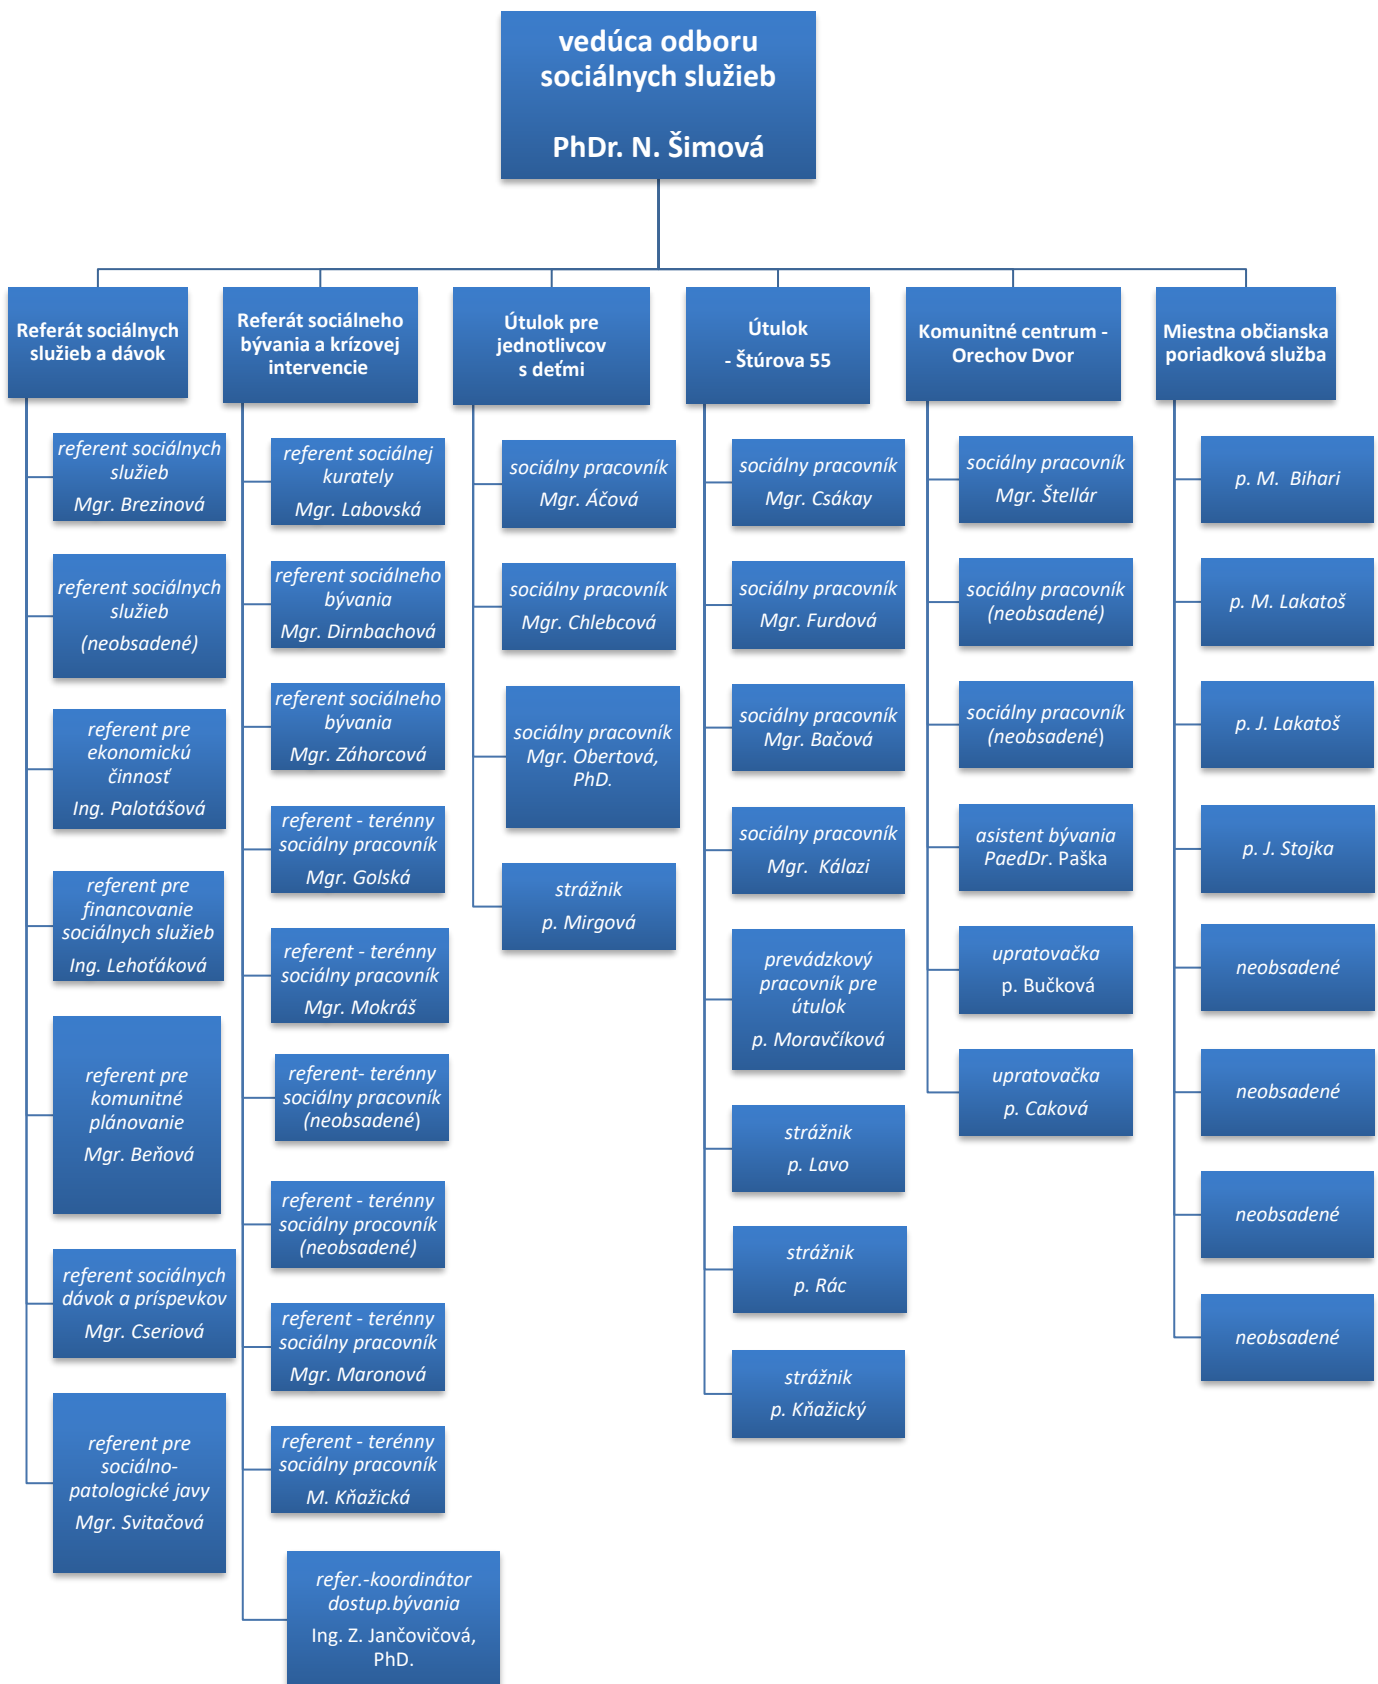 vedúca odboru
sociálnych služieb
PhDr. N. Šimová
Referát sociálnych
služieb a dávok
referent sociálnych
služieb
Mgr. Brezinová
referent sociálnych
služieb
(neobsadené)
referent pre
ekonomickú
činnosť
Ing. Palotášová
referent pre
financovanie
sociálnych služieb
Ing. Lehoťáková
referent pre
komunitné
plánovanie
Mgr. Beňová
referent sociálnych
dávok a príspevkov
Mgr. Cseriová
referent pre
sociálno-
patologické javy
Mgr. Svitačová
Referát sociálneho
bývania a krízovej
intervencie
referent sociálnej
kurately
Mgr. Labovská
referent sociálneho
bývania
Mgr. Dirnbachová
referent sociálneho
bývania
Mgr. Záhorcová
referent - terénny
sociálny pracovník
Mgr. Golská
referent - terénny
sociálny pracovník
Mgr. Mokráš
referent- terénny
sociálny pracovník
(neobsadené)
referent - terénny
sociálny procovník
(neobsadené)
referent - terénny
sociálny pracovník
Mgr. Maronová
referent - terénny
sociálny pracovník
M. Kňažická
refer.-koordinátor
dostup.bývania
Ing. Z. Jančovičová,
PhD.
Útulok pre
jednotlivcov
s deťmi
sociálny pracovník
Mgr. Áčová
sociálny pracovník
Mgr. Chlebcová
sociálny pracovník
Mgr. Obertová,
PhD.
strážnik
p. Mirgová
Útulok
- Štúrova 55
sociálny pracovník
Mgr. Csákay
sociálny pracovník
Mgr. Furdová
sociálny pracovník
Mgr. Bačová
sociálny pracovník
Mgr. Kálazi
prevádzkový
pracovník pre
útulok
p. Moravčíková
strážnik
p. Lavo
strážnik
p. Rác
strážnik
p. Kňažický
Komunitné centrum -
Orechov Dvor
sociálny pracovník
Mgr. Štellár
sociálny pracovník
(neobsadené)
sociálny pracovník
(neobsadené)
asistent bývania
PaedDr. Paška
upratovačka
p. Bučková
upratovačka
p. Caková
Miestna občianska
poriadková služba
p. M. Bihari
p. M. Lakatoš
p. J. Lakatoš
p. J. Stojka
neobsadené
neobsadené
neobsadené
neobsadené